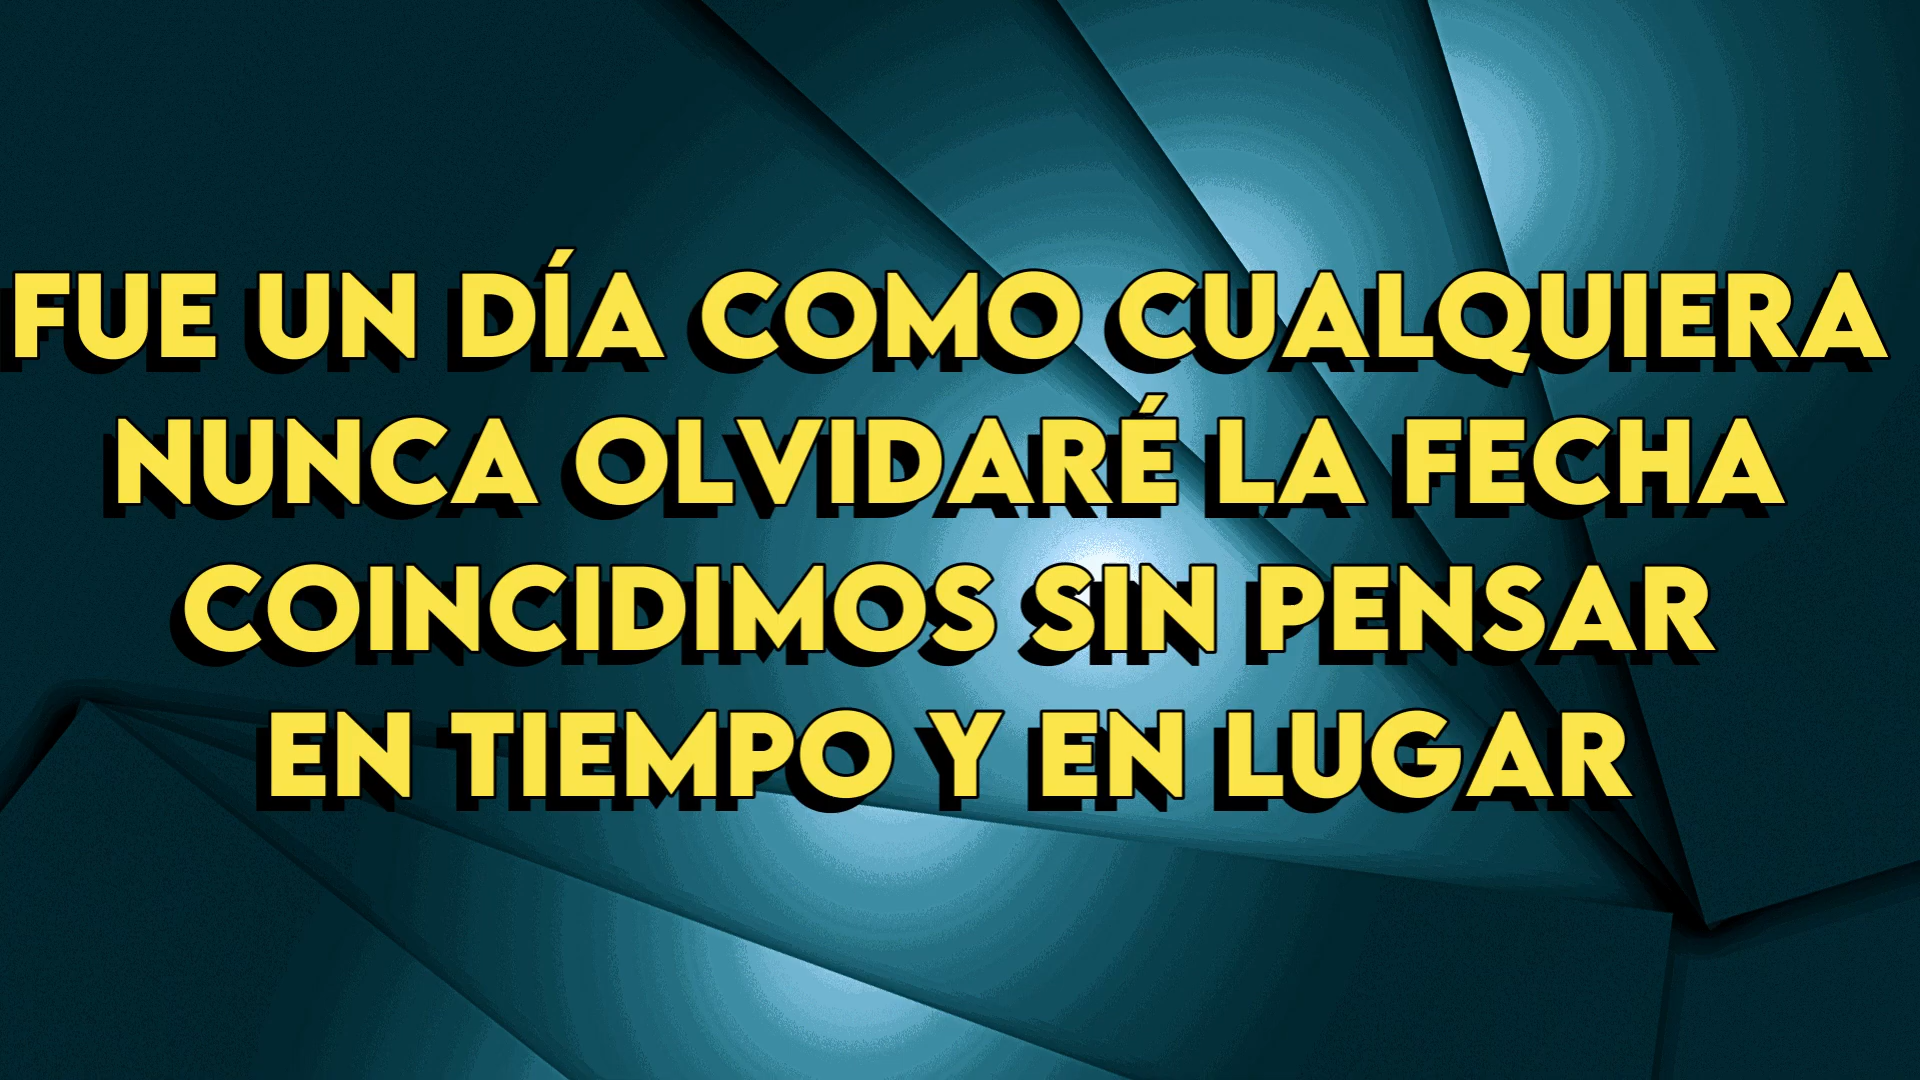 FUE UN DÍA COMO CUALQUIERA
NUNCA OLVIDARÉ LA FECHA
COINCIDIMOS SIN PENSAR
EN TIEMPO Y EN LUGAR